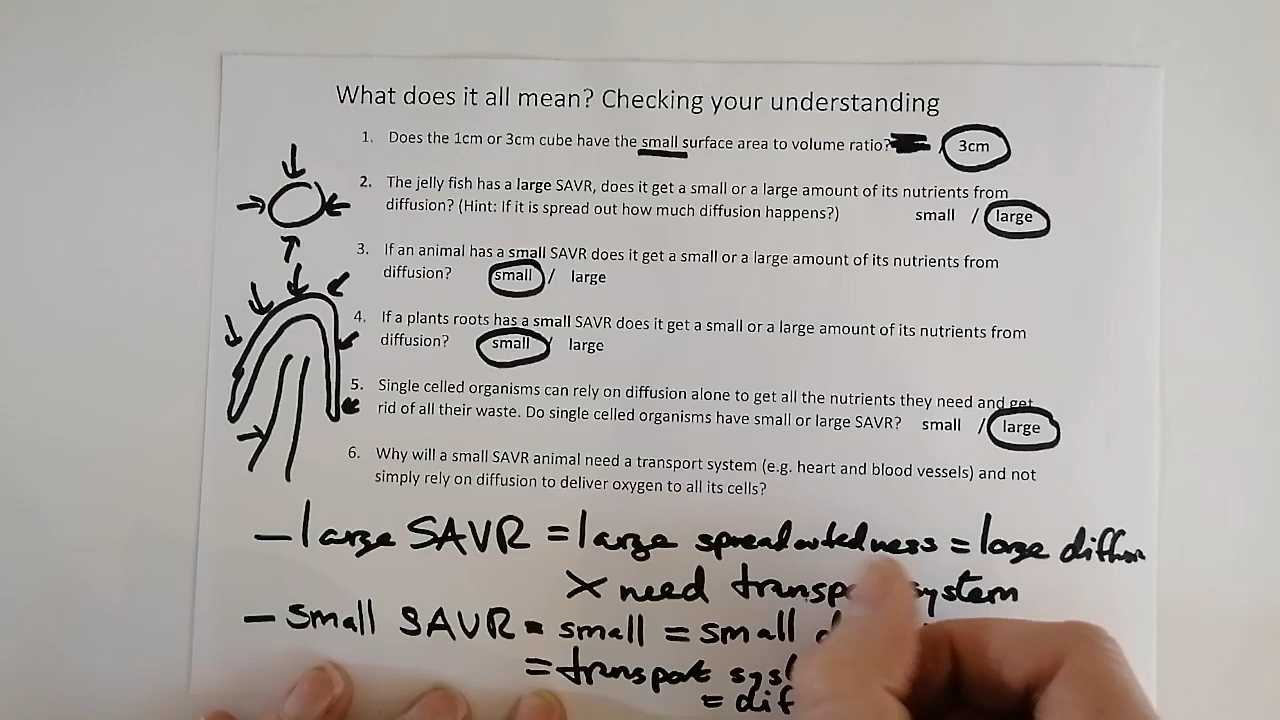 What does it all mean? Checking your understanding
1. Does the 1cm or 3cm cube have the small surface area to volume ratio? / 3cm
2. The jelly fish has a large SAVR, does it get a small or a large amount of its nutrients from
diffusion? (Hint: If it is spread out how much diffusion happens?) small / large
3. If an animal has a small SAVR does it get a small or a large amount of its nutrients from
diffusion? small / large
4. If a plants roots has a small SAVR does it get a small or a large amount of its nutrients from
diffusion? small / large
5. Single celled organisms can rely on diffusion alone to get all the nutrients they need and get
rid of all their waste. Do single celled organisms have small or large SAVR? small / large
6. Why will a small SAVR animal need a transport system (e.g. heart and blood vessels) and not
simply rely on diffusion to deliver oxygen to all its cells?
- large SAVR = large spreadoutedness = large
x need system
- small SAVR = small = small
= transport
= dif